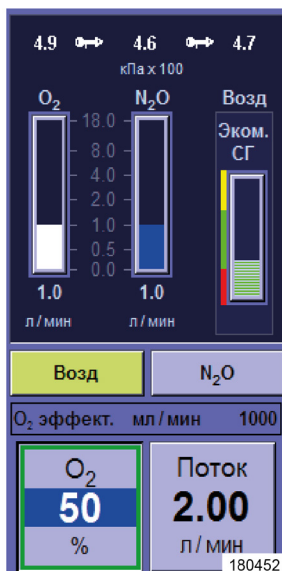 4.9 4.6 4.7
кПа x 100
O₂ N₂O Возд
18.0
8.0
4.0
2.0
1.0
0.5
0.0
Эком.
СГ
1.0 1.0
л/мин л/мин
Возд N₂O
O₂ эффект. мл/мин 1000
O₂
50
%
Поток
2.00
л/мин
180452